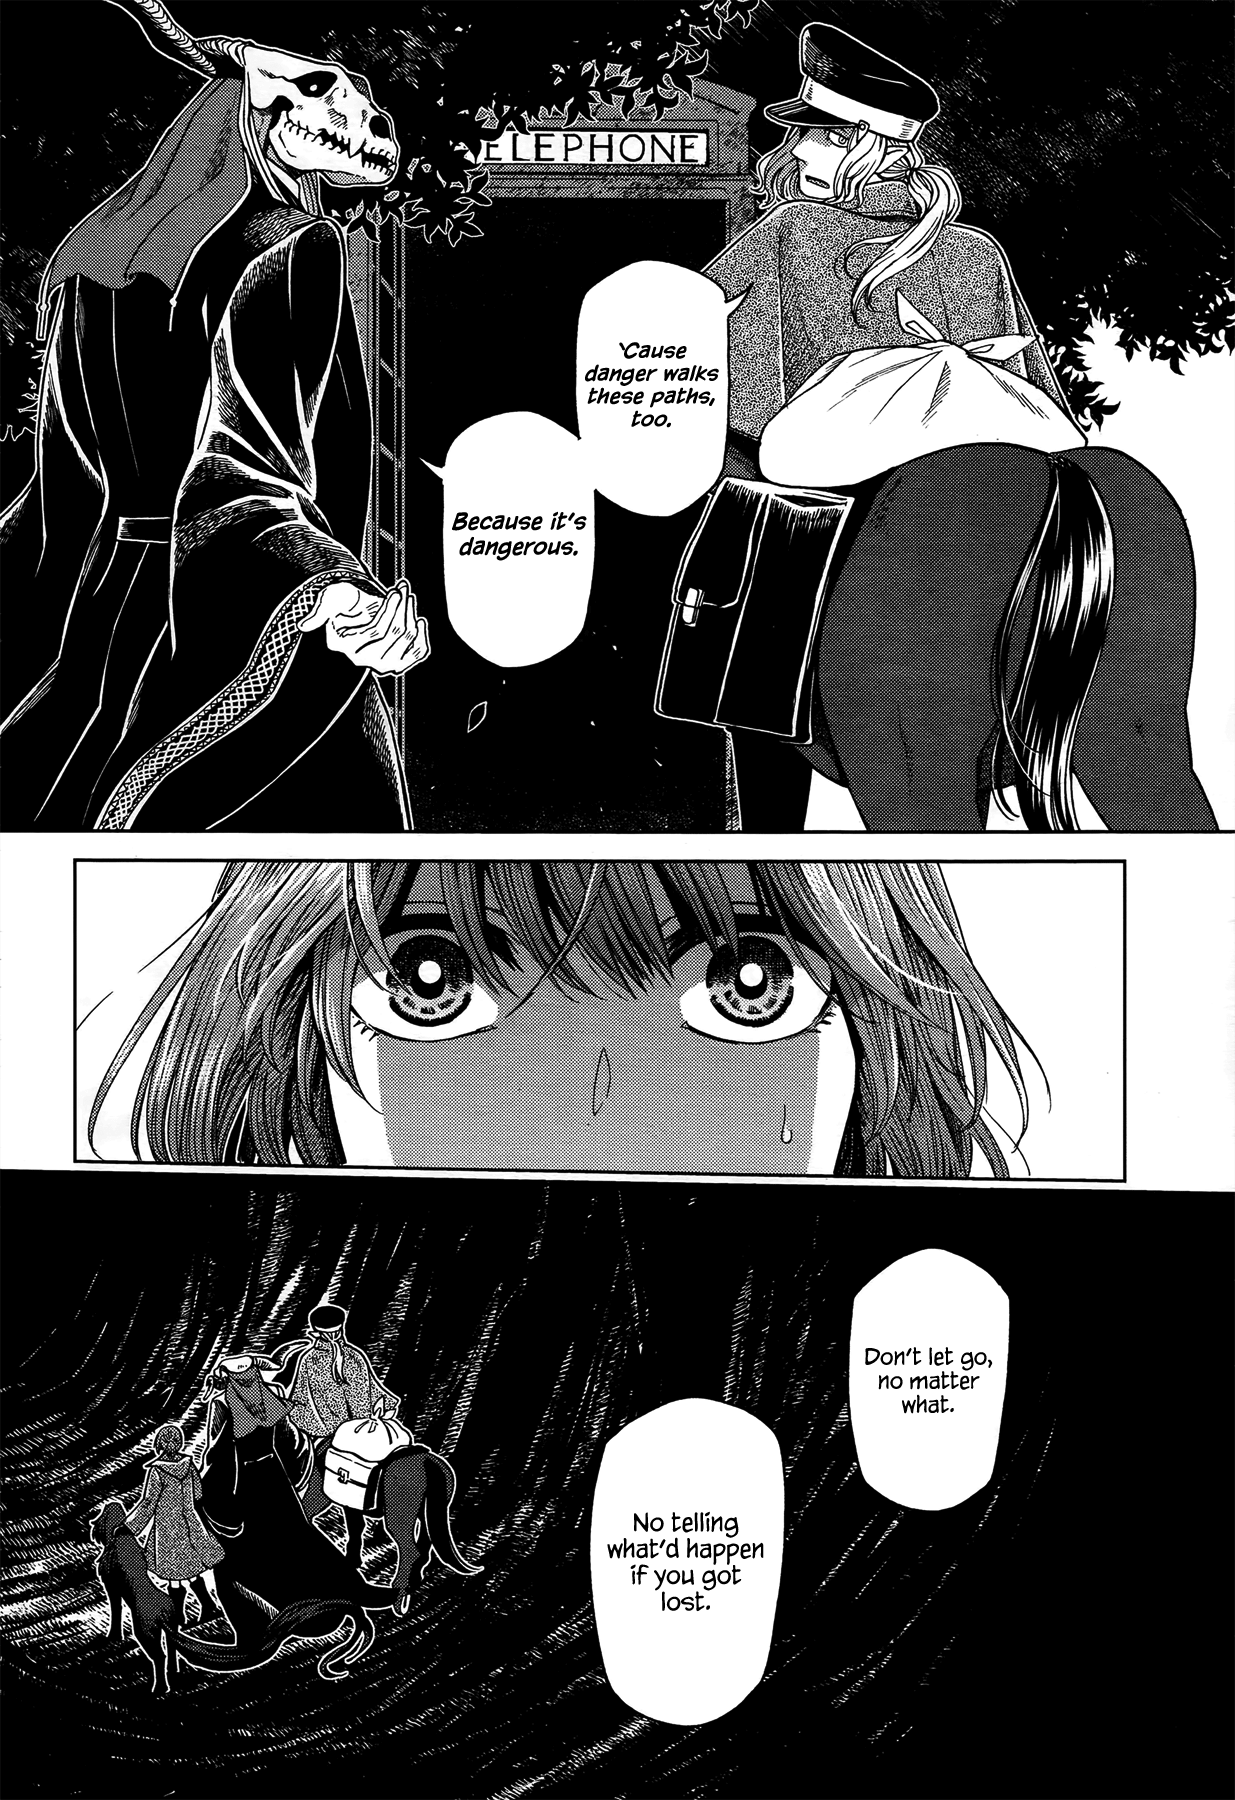 ELEPHONE
'Cause
danger walks
these paths,
too.
Because it's
dangerous.
Don't let go,
no matter
what.
No telling
what'd happen
if you got
lost.